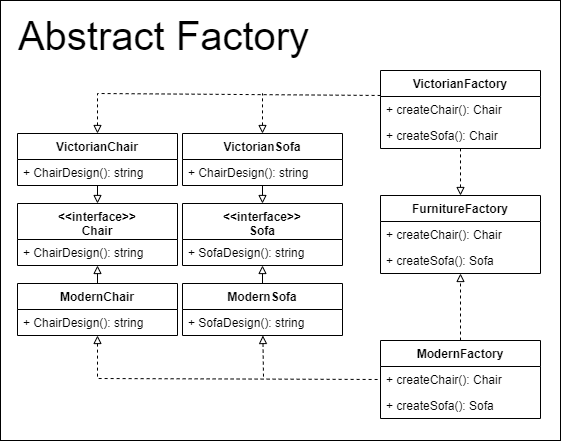 Abstract Factory
VictorianFactory
+ createChair(): Chair
+ createSofa(): Chair
VictorianChair
+ ChairDesign(): string
VictorianSofa
+ ChairDesign(): string
<<interface>>
Chair
+ ChairDesign(): string
<<interface>>
Sofa
+ SofaDesign(): string
FurnitureFactory
+ createChair(): Chair
+ createSofa(): Sofa
ModernChair
+ ChairDesign(): string
ModernSofa
+ SofaDesign(): string
ModernFactory
+ createChair(): Chair
+ createSofa(): Sofa